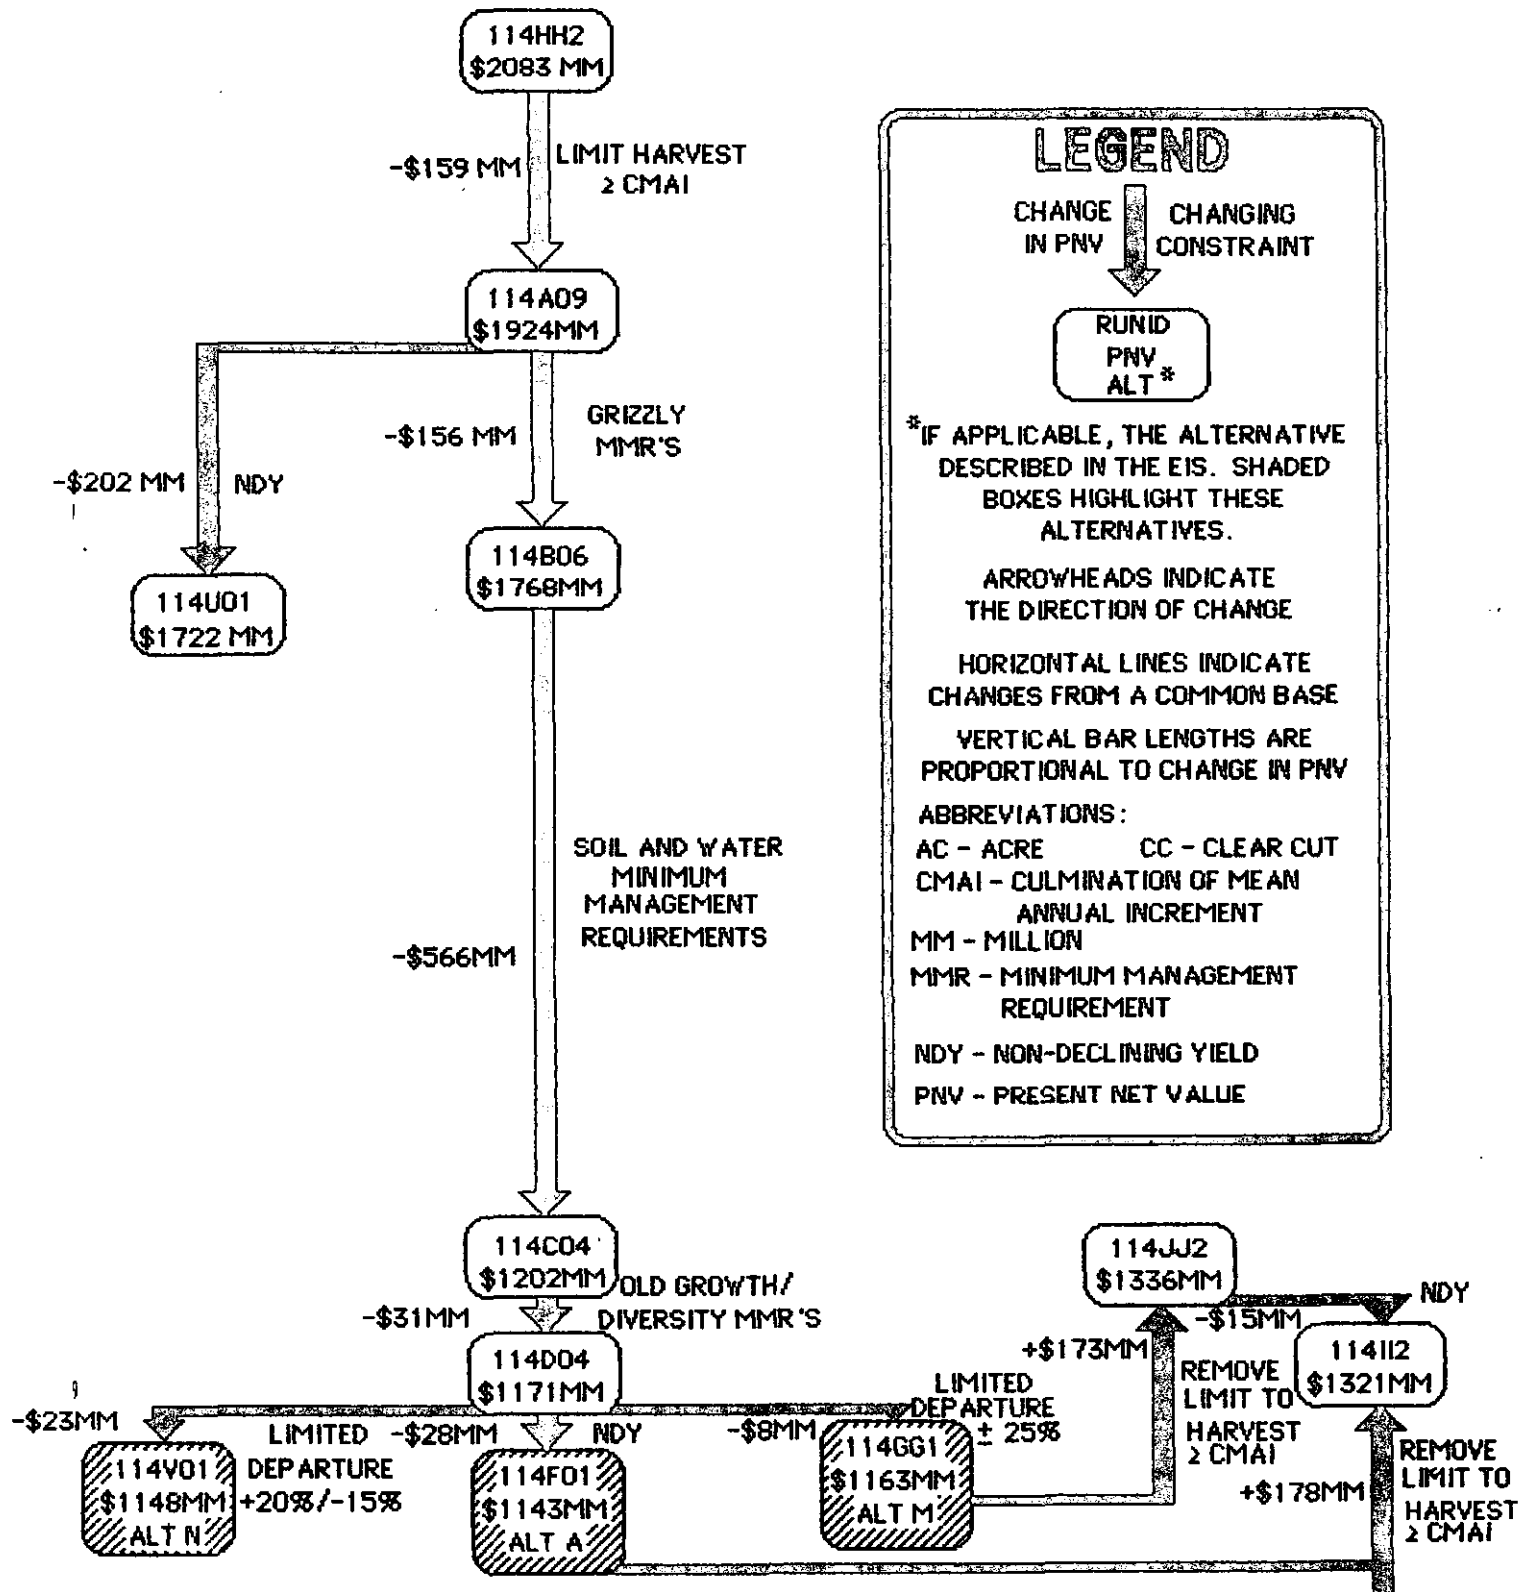 114HH2
$2083 MM
-$159 MM
LIMIT HARVEST
≥ CMAI
114A09
$1924MM
-$156 MM
GRIZZLY
MMR'S
-$202 MM
NDY
114U01
$1722 MM
114B06
$1768MM
-$566MM
SOIL AND WATER
MINIMUM
MANAGEMENT
REQUIREMENTS
114C04
$1202MM
-$31MM
OLD GROWTH/
DIVERSITY MMR'S
114D04
$1171MM
-$23MM
LIMITED
DEPARTURE
+20%/-15%
114V01
$1148MM
ALT N
-$28MM
NDY
114F01
$1143MM
ALT A
-$8MM
LIMITED
DEPARTURE
± 25%
114GG1
$1163MM
ALT M
+$173MM
REMOVE
LIMIT TO
HARVEST
≥ CMAI
114JJ2
$1336MM
-$15MM
NDY
114II2
$1321MM
+$178MM
REMOVE
LIMIT TO
HARVEST
≥ CMAI
LEGEND
CHANGE
IN PNV
CHANGING
CONSTRAINT
RUNID
PNV
ALT *
*IF APPLICABLE, THE ALTERNATIVE
DESCRIBED IN THE EIS. SHADED
BOXES HIGHLIGHT THESE
ALTERNATIVES.
ARROWHEADS INDICATE
THE DIRECTION OF CHANGE
HORIZONTAL LINES INDICATE
CHANGES FROM A COMMON BASE
VERTICAL BAR LENGTHS ARE
PROPORTIONAL TO CHANGE IN PNV
ABBREVIATIONS:
AC - ACRE CC - CLEAR CUT
CMAI - CULMINATION OF MEAN
ANNUAL INCREMENT
MM - MILLION
MMR - MINIMUM MANAGEMENT
REQUIREMENT
NDY - NON-DECLINING YIELD
PNV - PRESENT NET VALUE